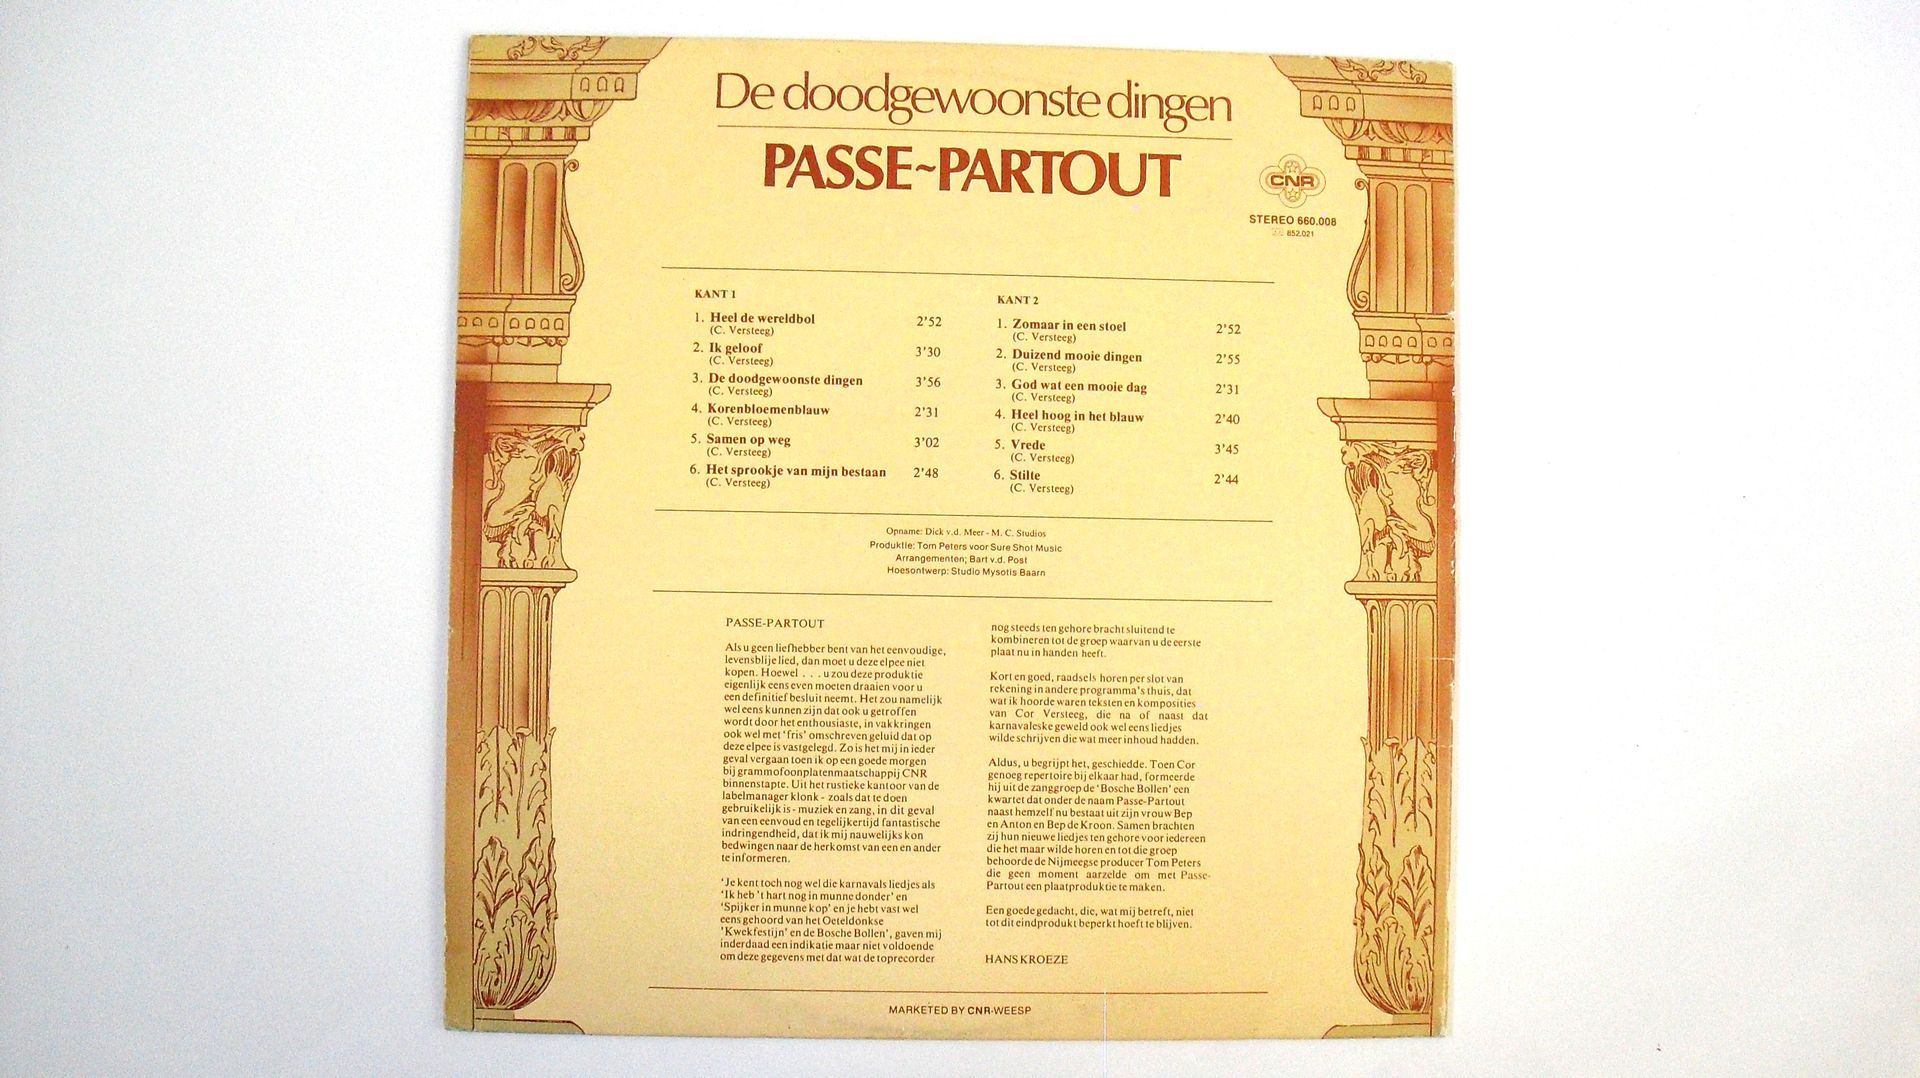 De doodgewoonste dingen
PASSE~PARTOUT
CNR
STEREO 660.008
852.021
KANT 1
1. Heel de wereldbol 2'52
(C. Versteeg)
2. Ik geloof 3'30
(C. Versteeg)
3. De doodgewoonste dingen 3'56
(C. Versteeg)
4. Korenbloemenblauw 2'31
(C. Versteeg)
5. Samen op weg 3'02
(C. Versteeg)
6. Het sprookje van mijn bestaan 2'48
(C. Versteeg)
KANT 2
1. Zomaar in een stoel 2'52
(C. Versteeg)
2. Duizend mooie dingen 2'55
(C. Versteeg)
3. God wat een mooie dag 2'31
(C. Versteeg)
4. Heel hoog in het blauw 2'40
(C. Versteeg)
5. Vrede 3'45
(C. Versteeg)
6. Stilte 2'44
(C. Versteeg)
Opname: Dick v.d. Meer - M. C. Studios
Produktie: Tom Peters voor Sure Shot Music
Arrangementen; Bart v.d. Post
Hoesontwerp: Studio Mysotis Baarn
PASSE-PARTOUT
Als u geen liefhebber bent van het eenvoudige,
levensblije lied, dan moet u deze elpee niet
kopen. Hoewel . . . u zou deze produktie
eigenlijk eens even moeten draaien voor u
een definitief besluit neemt. Het zou namelijk
wel eens kunnen zijn dat ook u getroffen
wordt door het enthousiaste, in vakkringen
ook wel met 'fris' omschreven geluid dat op
deze elpee is vastgelegd. Zo is het mij in ieder
geval vergaan toen ik op een goede morgen
bij grammofoonplatenmaatschappij CNR
binnenstapte. Uit het rustieke kantoor van de
labelmanager klonk - zoals dat te doen
gebruikelijk is - muziek en zang, in dit geval
van een eenvoud en tegelijkertijd fantastische
indringendheid, dat ik mij nauwelijks kon
bedwingen naar de herkomst van een en ander
te informeren.
'Je kent toch nog wel die karnavals liedjes als
'Ik heb 't hart nog in munne donder' en
'Spijker in munne kop' en je hebt vast wel
eens gehoord van het Oeteldonkse
'Kwekfestijn' en de Bosche Bollen', gaven mij
inderdaad een indikatie maar niet voldoende
om deze gegevens met dat wat de toprecorder
nog steeds ten gehore bracht sluitend te
kombineren tot de groep waarvan u de eerste
plaat nu in handen heeft.
Kort en goed, raadsels horen per slot van
rekening in andere programma's thuis, dat
wat ik hoorde waren teksten en komposities
van Cor Versteeg, die na of naast dat
karnavaleske geweld ook wel eens liedjes
wilde schrijven die wat meer inhoud hadden.
Aldus, u begrijpt het, geschiedde. Toen Cor
genoeg repertoire bij elkaar had, formeerde
hij uit de zanggroep de 'Bosche Bollen' een
kwartet dat onder de naam Passe-Partout
naast hemzelf nu bestaat uit zijn vrouw Bep
en Anton en Bep de Kroon. Samen brachten
zij hun nieuwe liedjes ten gehore voor iedereen
die het maar wilde horen en tot die groep
behoorde de Nijmeegse producer Tom Peters
die geen moment aarzelde om met Passe-
Partout een plaatproduktie te maken.
Een goede gedacht, die, wat mij betreft, niet
tot dit eindprodukt beperkt hoeft te blijven.
HANS KROEZE
MARKETED BY CNR-WEESP